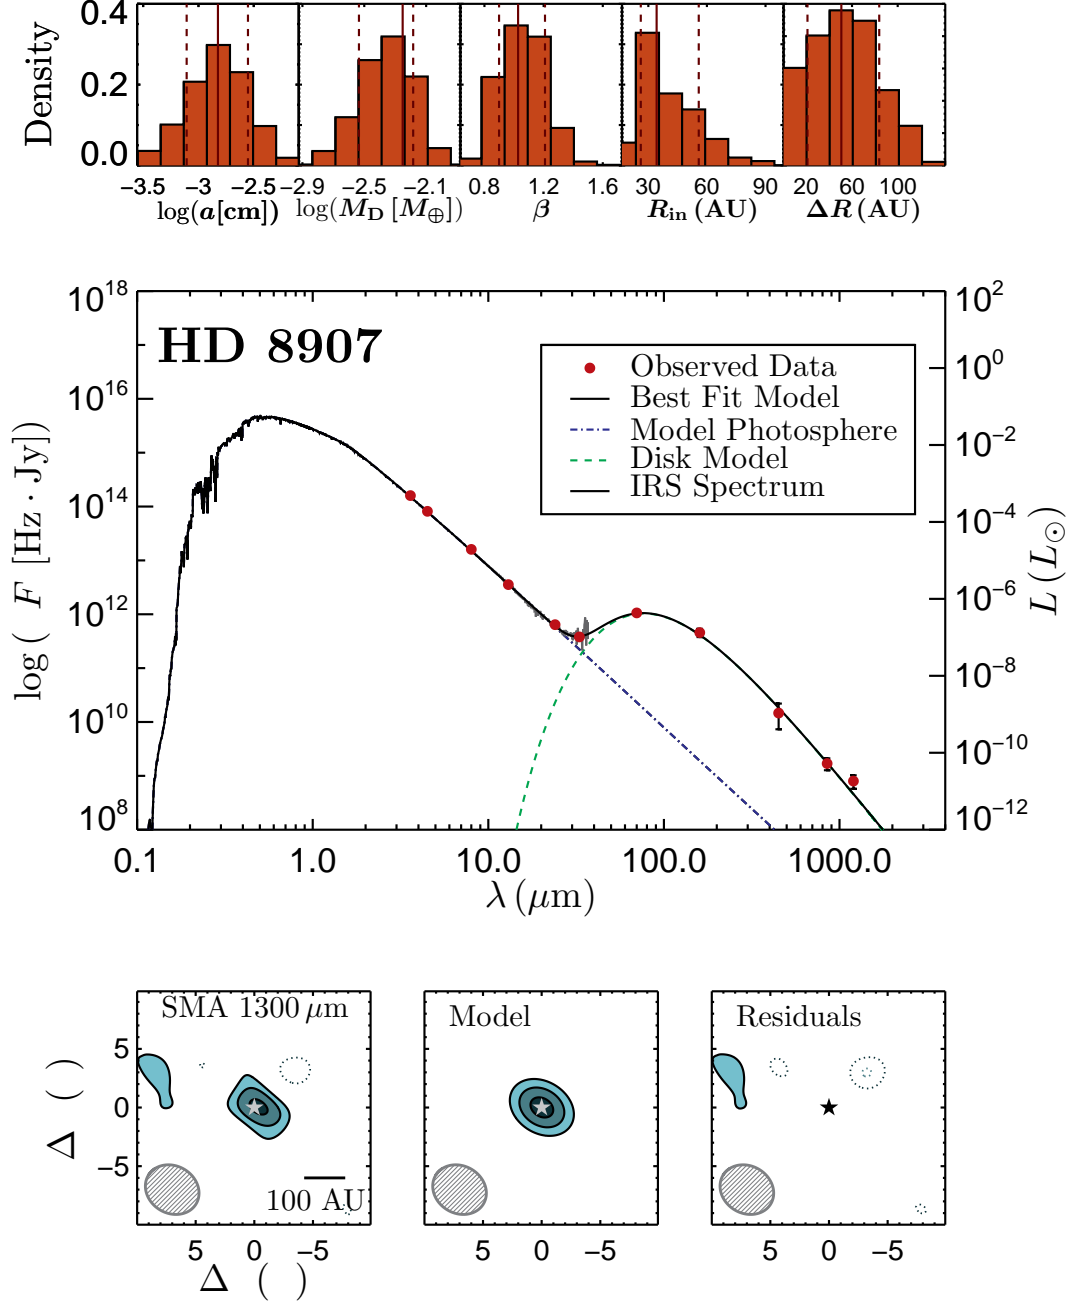 Density
0.4
0.2
0.0
−3.5 −3 −2.5 −2.9 −2.5 −2.1 0.8 1.2 1.6 30 60 90 20 60 100
log(a[cm]) log(M_D [M_⊕]) β R_in (AU) ΔR (AU)
HD 8907
Observed Data
Best Fit Model
Model Photosphere
Disk Model
IRS Spectrum
log( F [Hz · Jy])
10^18
10^16
10^14
10^12
10^10
10^8
L (L_⊙)
10^2
10^0
10^−2
10^−4
10^−6
10^−8
10^−10
10^−12
0.1 1.0 10.0 100.0 1000.0
λ (μm)
SMA 1300 μm
Model
Residuals
100 AU
Δ ( )
5
0
−5
5 0 −5 5 0 −5 5 0 −5
Δ ( )